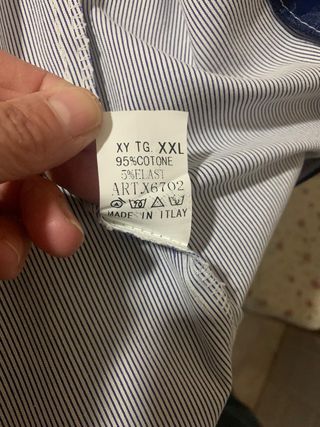 XY TG. XXL
95%COTONE
5%ELAST
ART.X6702
MADE IN ITLAY